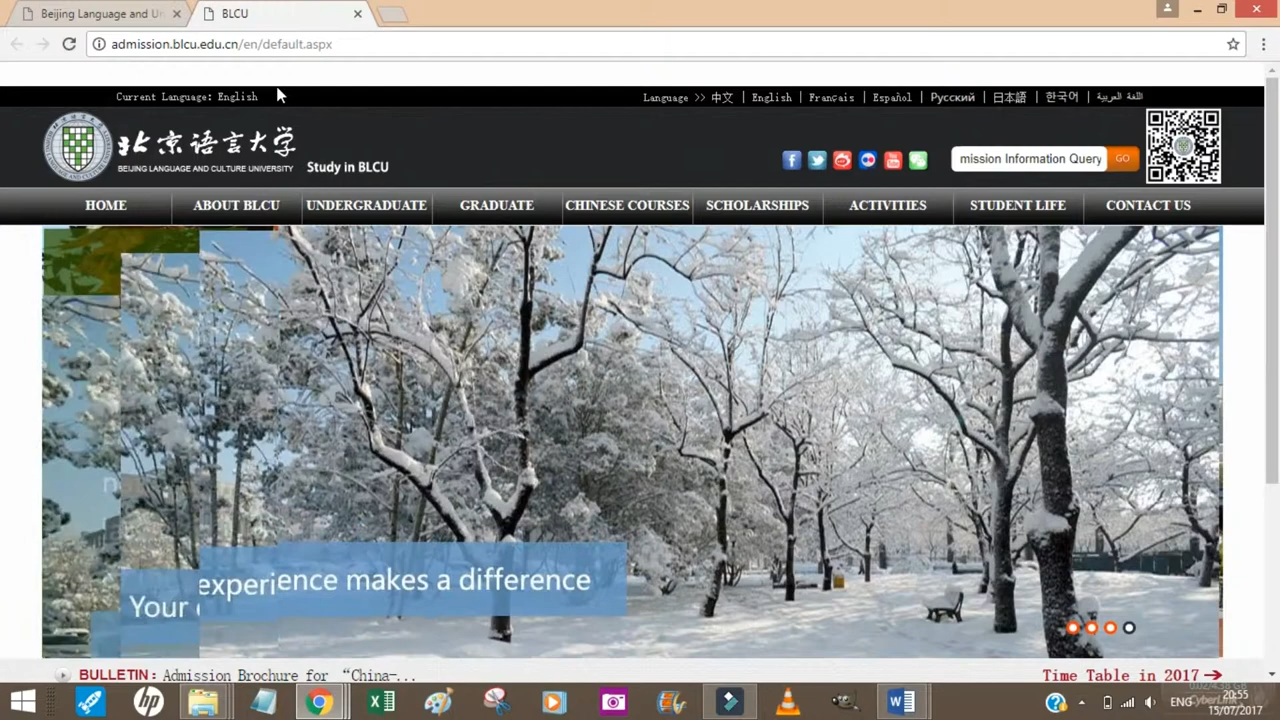 Beijing Language and Un
BLCU
admission.blcu.edu.cn/en/default.aspx
Current Language: English
Language >> 中文 | English | Français | Español | Русский | 日本語 | 한국어 | اللغة العربية
北京语言大学
BEIJING LANGUAGE AND CULTURE UNIVERSITY
Study in BLCU
mission Information Query GO
HOME ABOUT BLCU UNDERGRADUATE GRADUATE CHINESE COURSES SCHOLARSHIPS ACTIVITIES STUDENT LIFE CONTACT US
Your experience makes a difference
BULLETIN: Admission Brochure for “China-... Time Table in 2017
ENG 20:55
CyberLink
15/07/2017